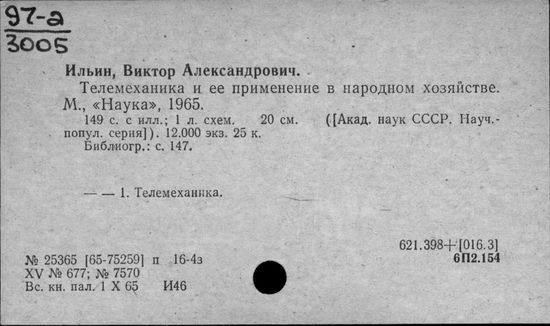 97-а
3005
Ильин, Виктор Александрович.
Телемеханика и ее применение в народном хозяйстве.
М., «Наука», 1965.
149 с. с илл.; 1 л. схем. 20 см. ([Акад. наук СССР. Науч.-
попул. серия]). 12.000 экз. 25 к.
Библиогр.: с. 147.
— — 1. Телемеханика.
621.398+[016.3]
№ 25365 [65-75259] п 16-4з 6П2.154
XV № 677; № 7570
Вс. кн. пал. 1 X 65 И46